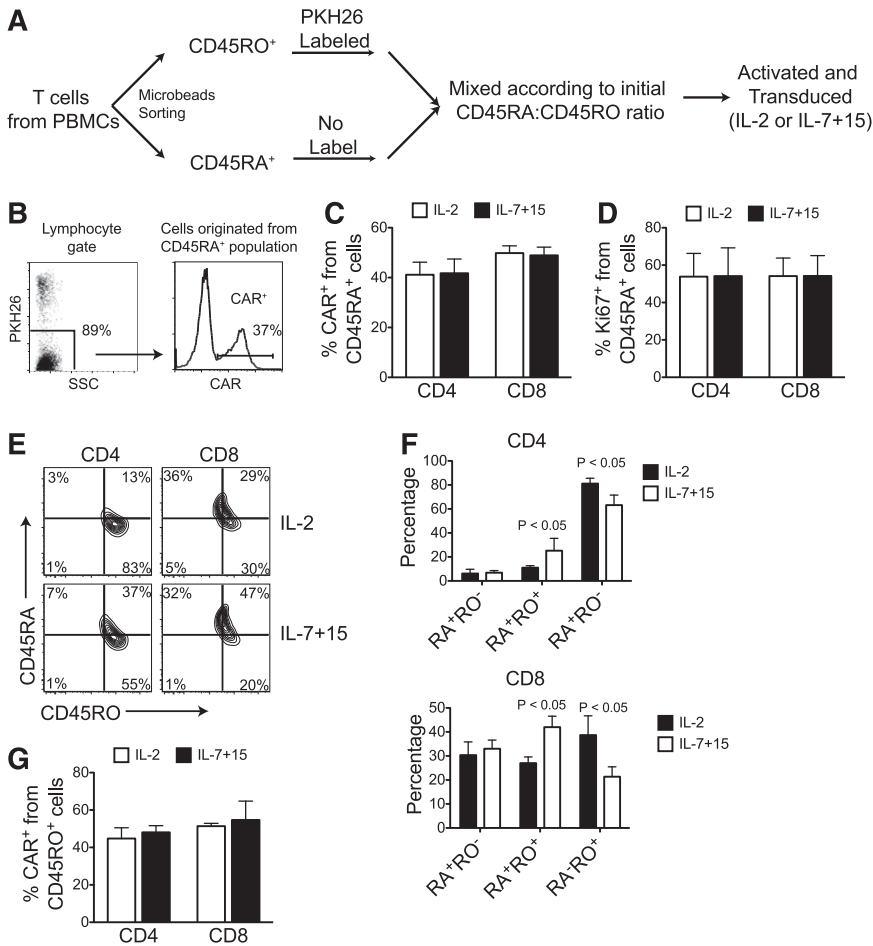 A
T cells
from PBMCs
Microbeads
Sorting
CD45RO+
CD45RA+
PKH26
Labeled
No
Label
Mixed according to initial
CD45RA:CD45RO ratio
Activated and
Transduced
(IL-2 or IL-7+15)
B
Lymphocyte
gate
Cells originated from
CD45RA+ population
PKH26
89%
SSC
CAR+
37%
CAR
C
IL-2
IL-7+15
% CAR+ from
CD45RA+ cells
60
40
20
0
CD4
CD8
D
IL-2
IL-7+15
% Ki67+ from
CD45RA+ cells
80
60
40
20
0
CD4
CD8
E
CD4
CD8
3%
13%
36%
29%
1%
83%
5%
30%
IL-2
7%
37%
32%
47%
1%
55%
1%
20%
IL-7+15
CD45RA
CD45RO
F
CD4
Percentage
100
80
60
40
20
0
P < 0.05
P < 0.05
IL-2
IL-7+15
RA+RO-
RA+RO+
RA+RO-
CD8
Percentage
50
40
30
20
10
0
P < 0.05
P < 0.05
IL-2
IL-7+15
RA+RO-
RA+RO+
RA-RO+
G
IL-2
IL-7+15
% CAR+ from
CD45RO+ cells
80
60
40
20
0
CD4
CD8